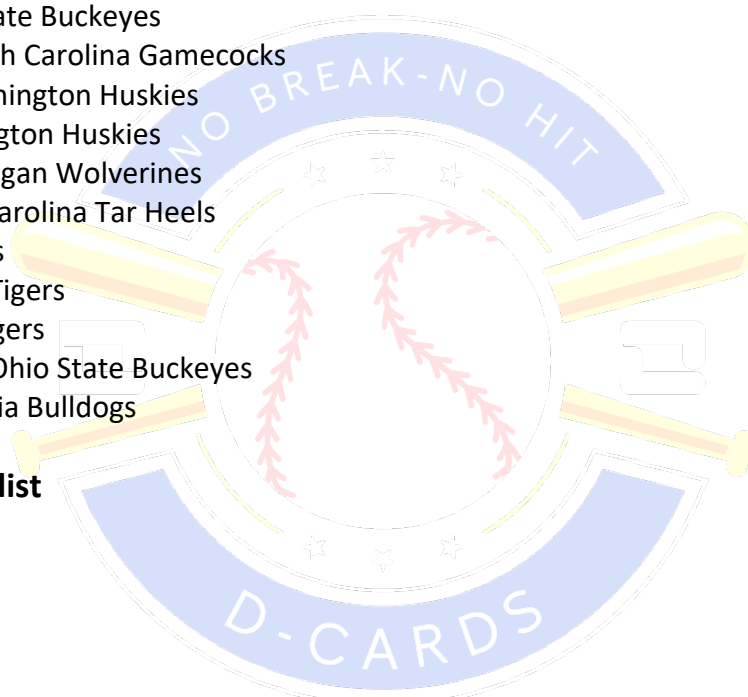 ate Buckeyes
h Carolina Gamecocks
NO BREAK-NO HIT
hington Huskies
gton Huskies
gan Wolverines
arolina Tar Heels
s
Tigers
gers
Ohio State Buckeyes
ia Bulldogs
list
D-CARDS